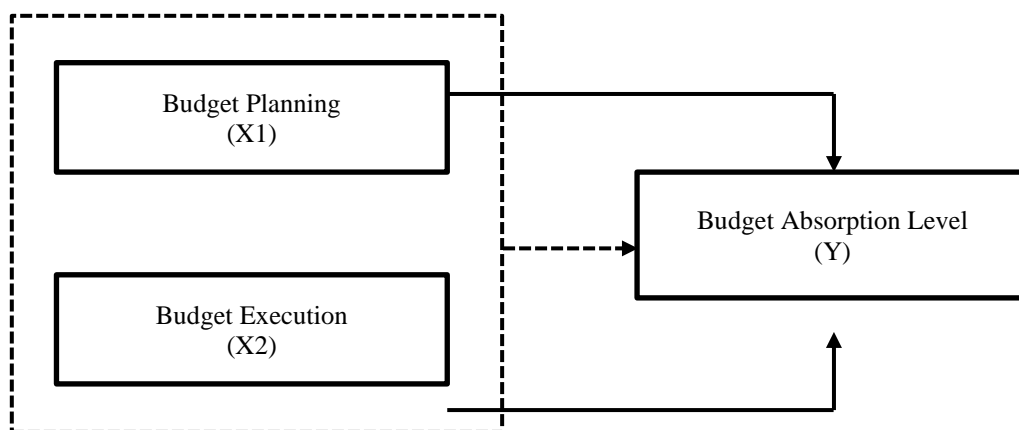 Budget Planning
(X1)
Budget Absorption Level
(Y)
Budget Execution
(X2)